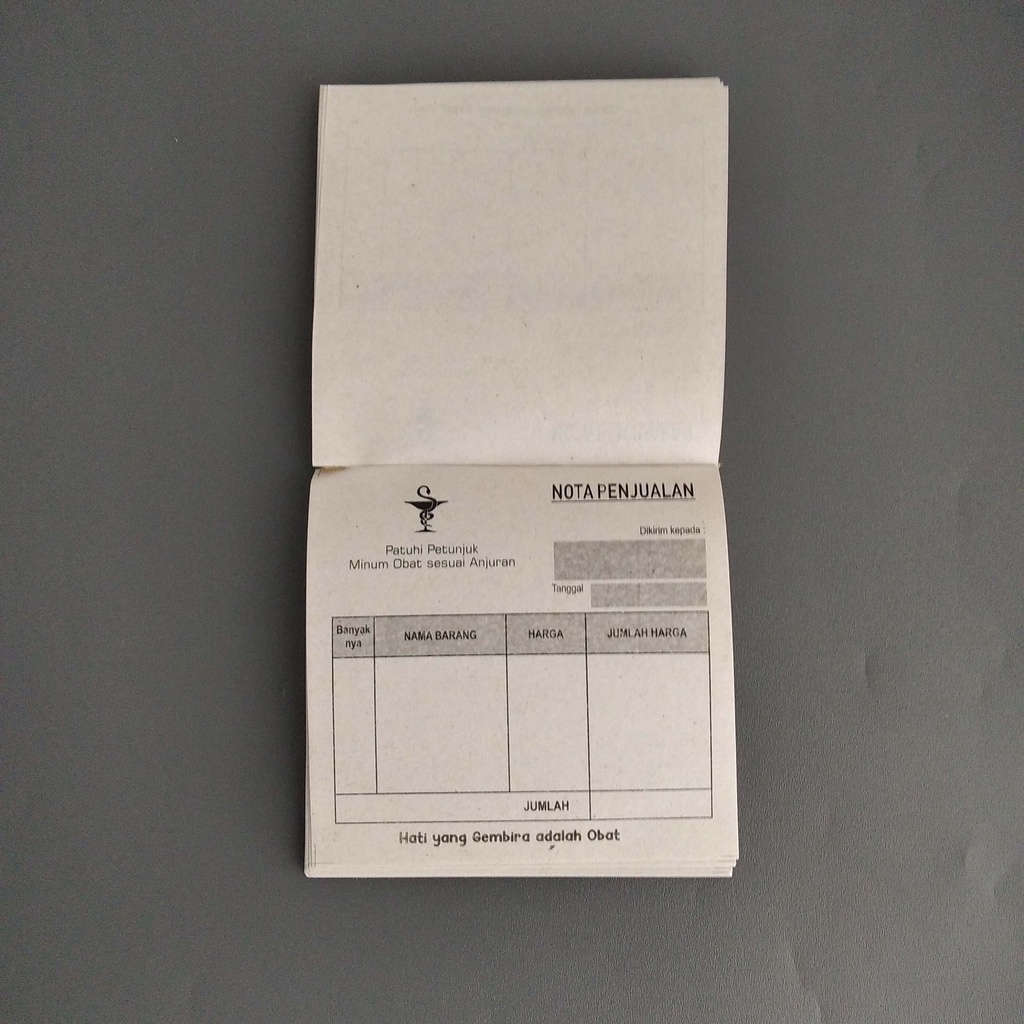 NOTA PENJUALAN
Patuhi Petunjuk
Minum Obat sesuai Anjuran
Dikirim kepada :
Tanggal
Banyak
nya
NAMA BARANG
HARGA
JUMLAH HARGA
JUMLAH
Hati yang Gembira adalah Obat